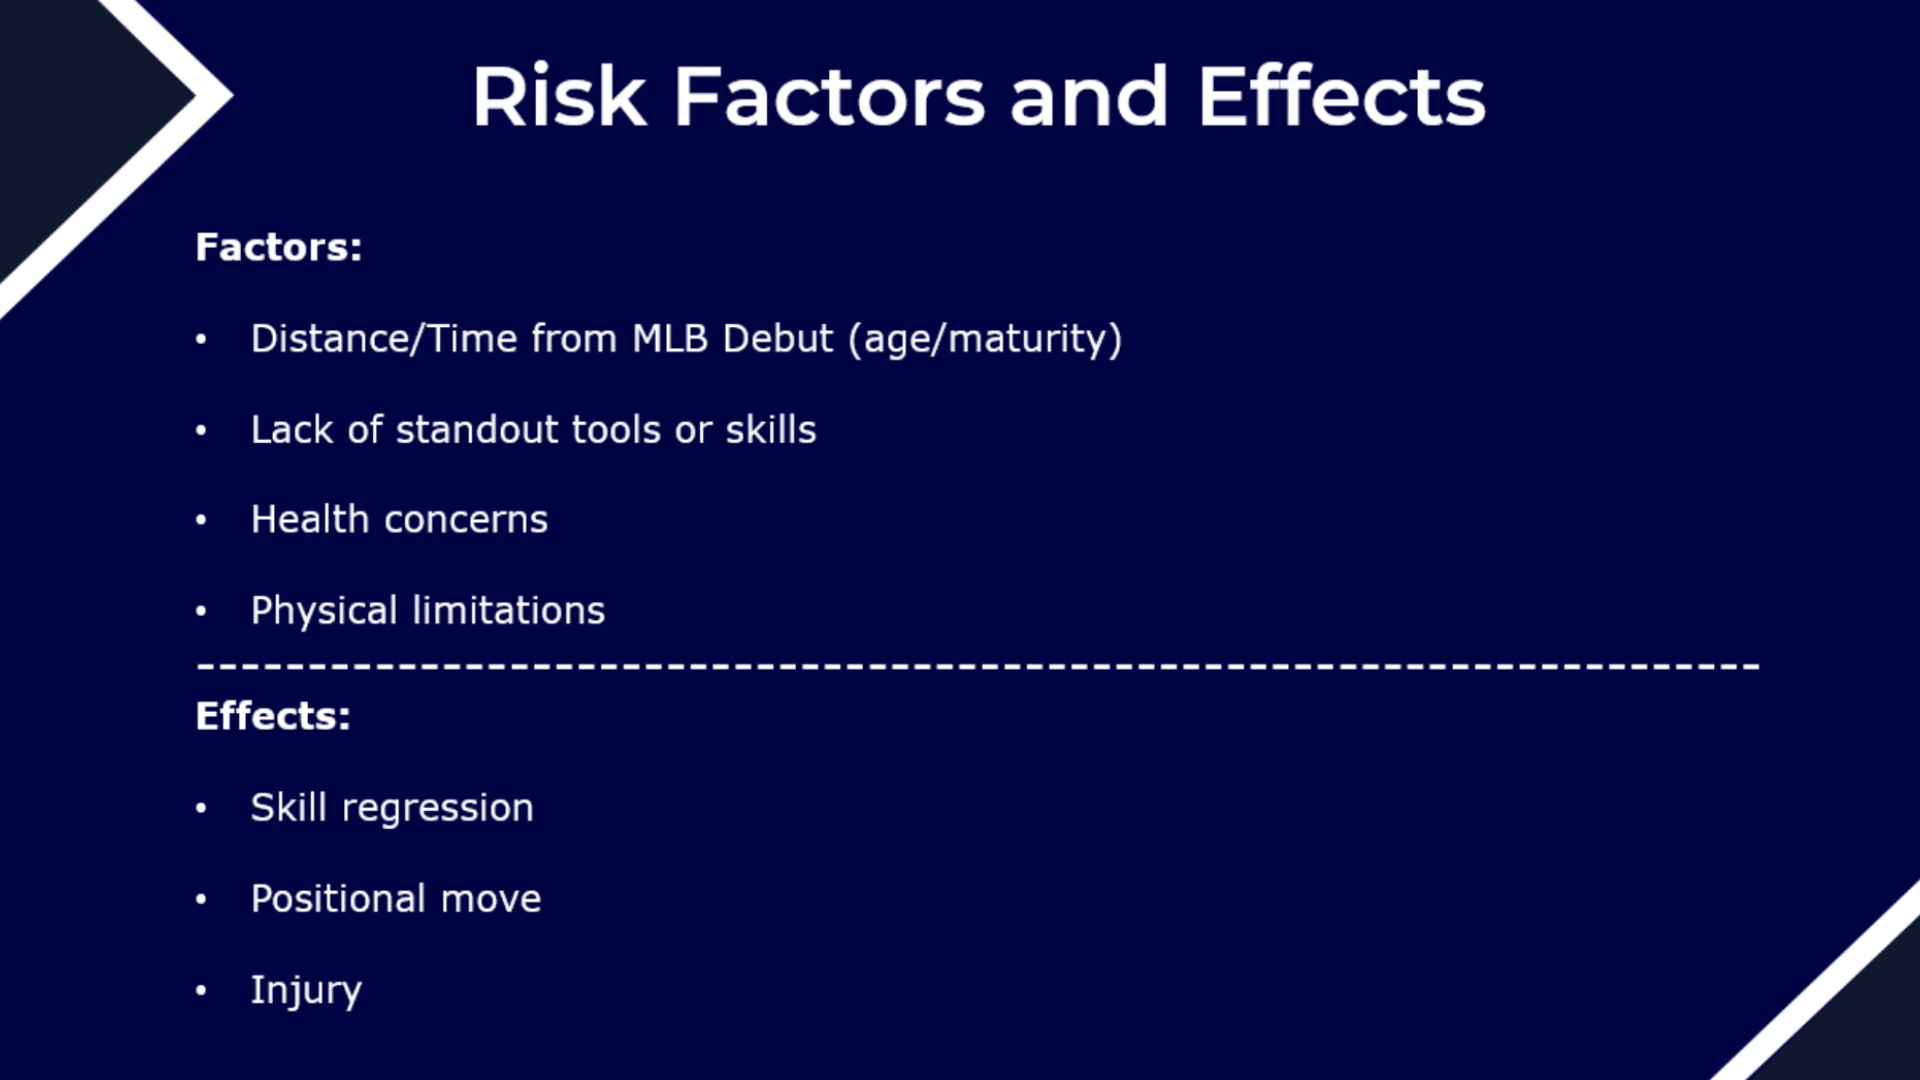 Risk Factors and Effects
Factors:
• Distance/Time from MLB Debut (age/maturity)
• Lack of standout tools or skills
• Health concerns
• Physical limitations
----------------------------------------------------------------------
Effects:
• Skill regression
• Positional move
• Injury